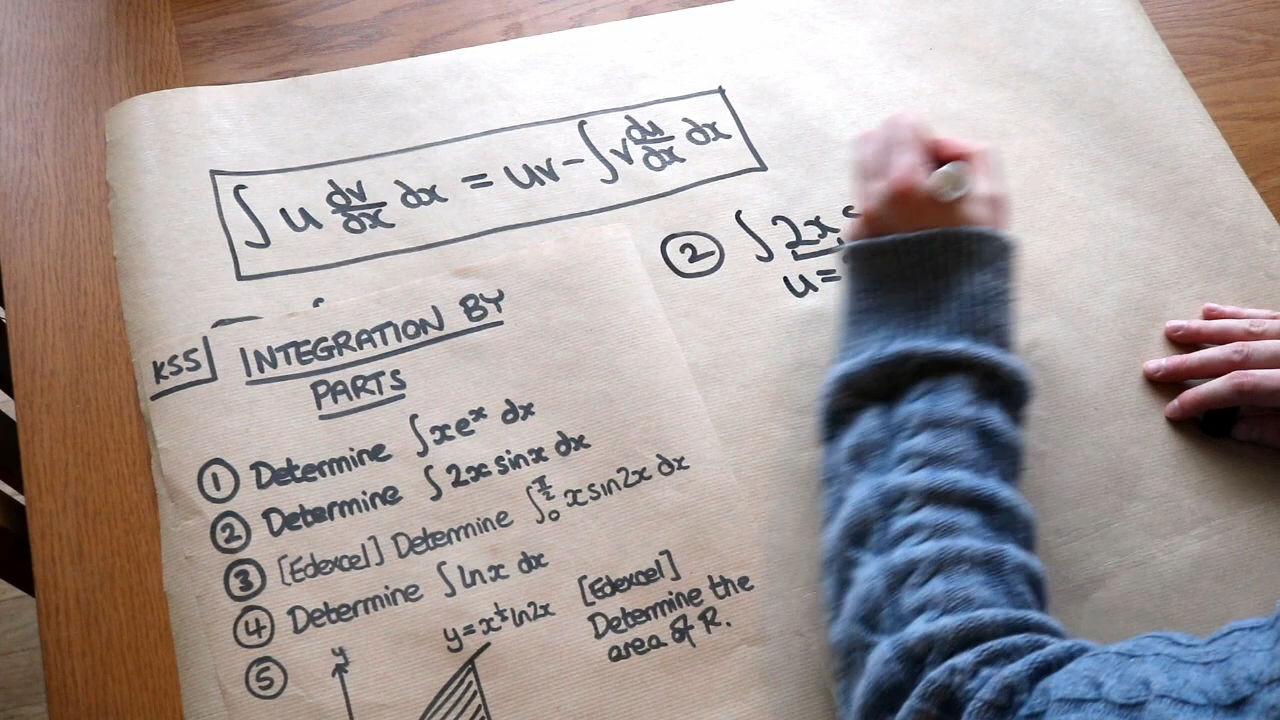 ∫ u dv/dx dx = uv - ∫ v du/dx dx
KS5
INTEGRATION BY
PARTS
① Determine ∫ xeˣ dx
② Determine ∫ 2x sinx dx
③ [Edexcel] Determine ∫₀^(π/2) x sin2x dx
④ Determine ∫ lnx dx
⑤
y = x^(1/2) ln2x
[Edexcel]
Determine the
area of R.
y
② ∫ 2x
u =